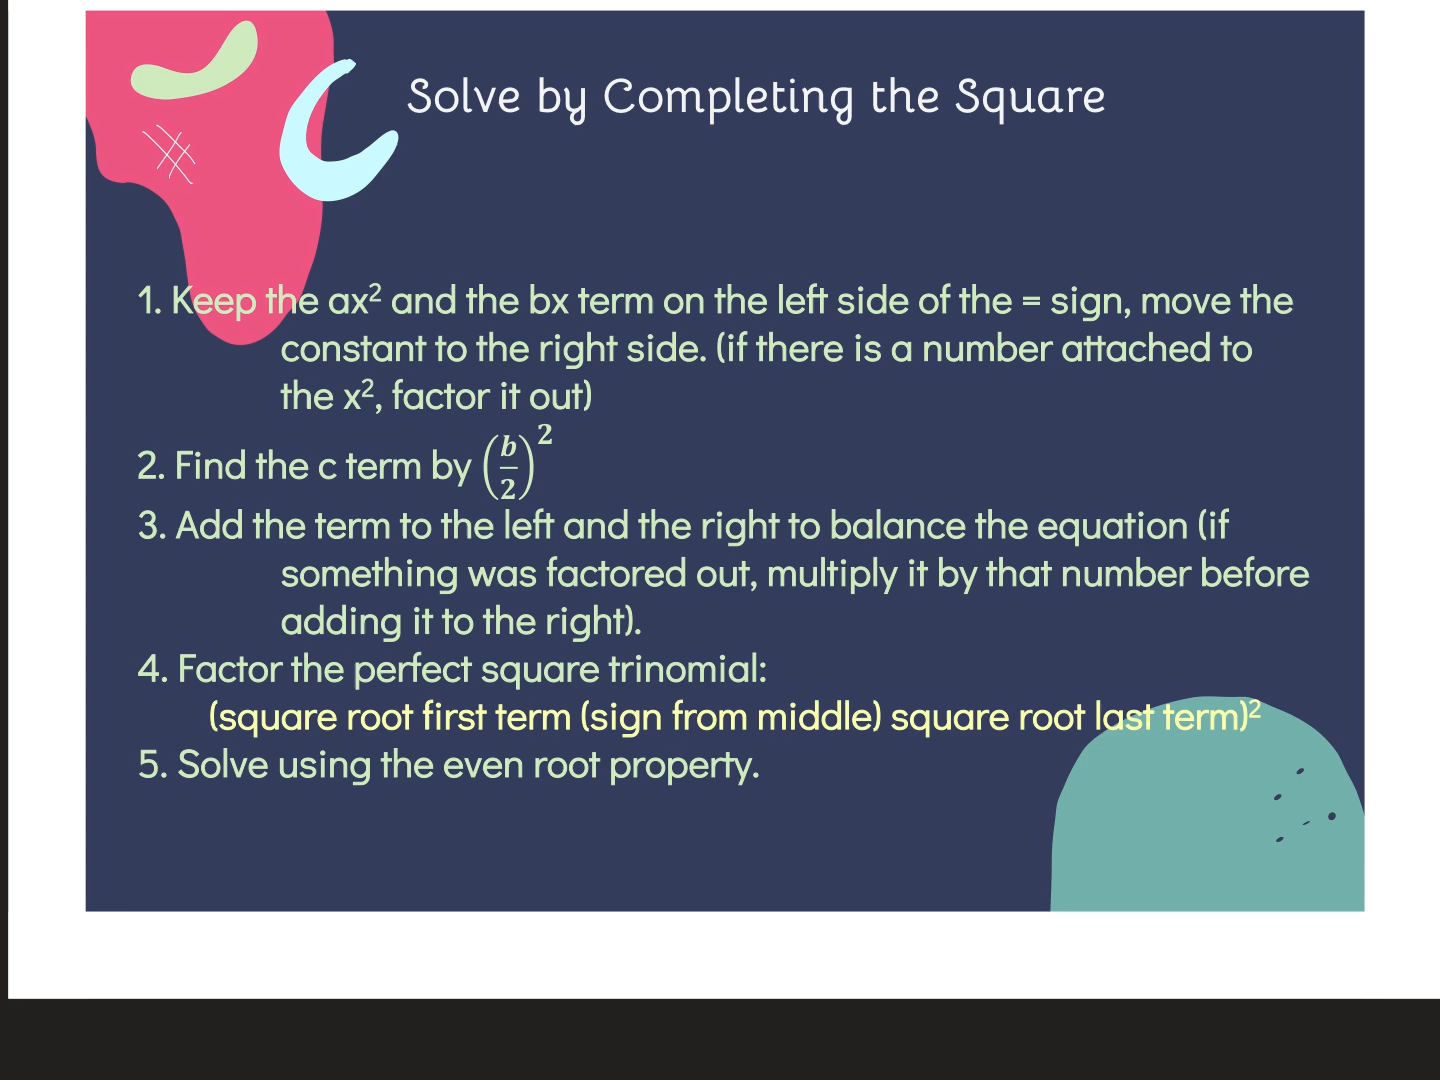 Solve by Completing the Square
1. Keep the ax² and the bx term on the left side of the = sign, move the
constant to the right side. (if there is a number attached to
the x², factor it out)
2. Find the c term by (b/2)²
3. Add the term to the left and the right to balance the equation (if
something was factored out, multiply it by that number before
adding it to the right).
4. Factor the perfect square trinomial:
(square root first term (sign from middle) square root last term)²
5. Solve using the even root property.